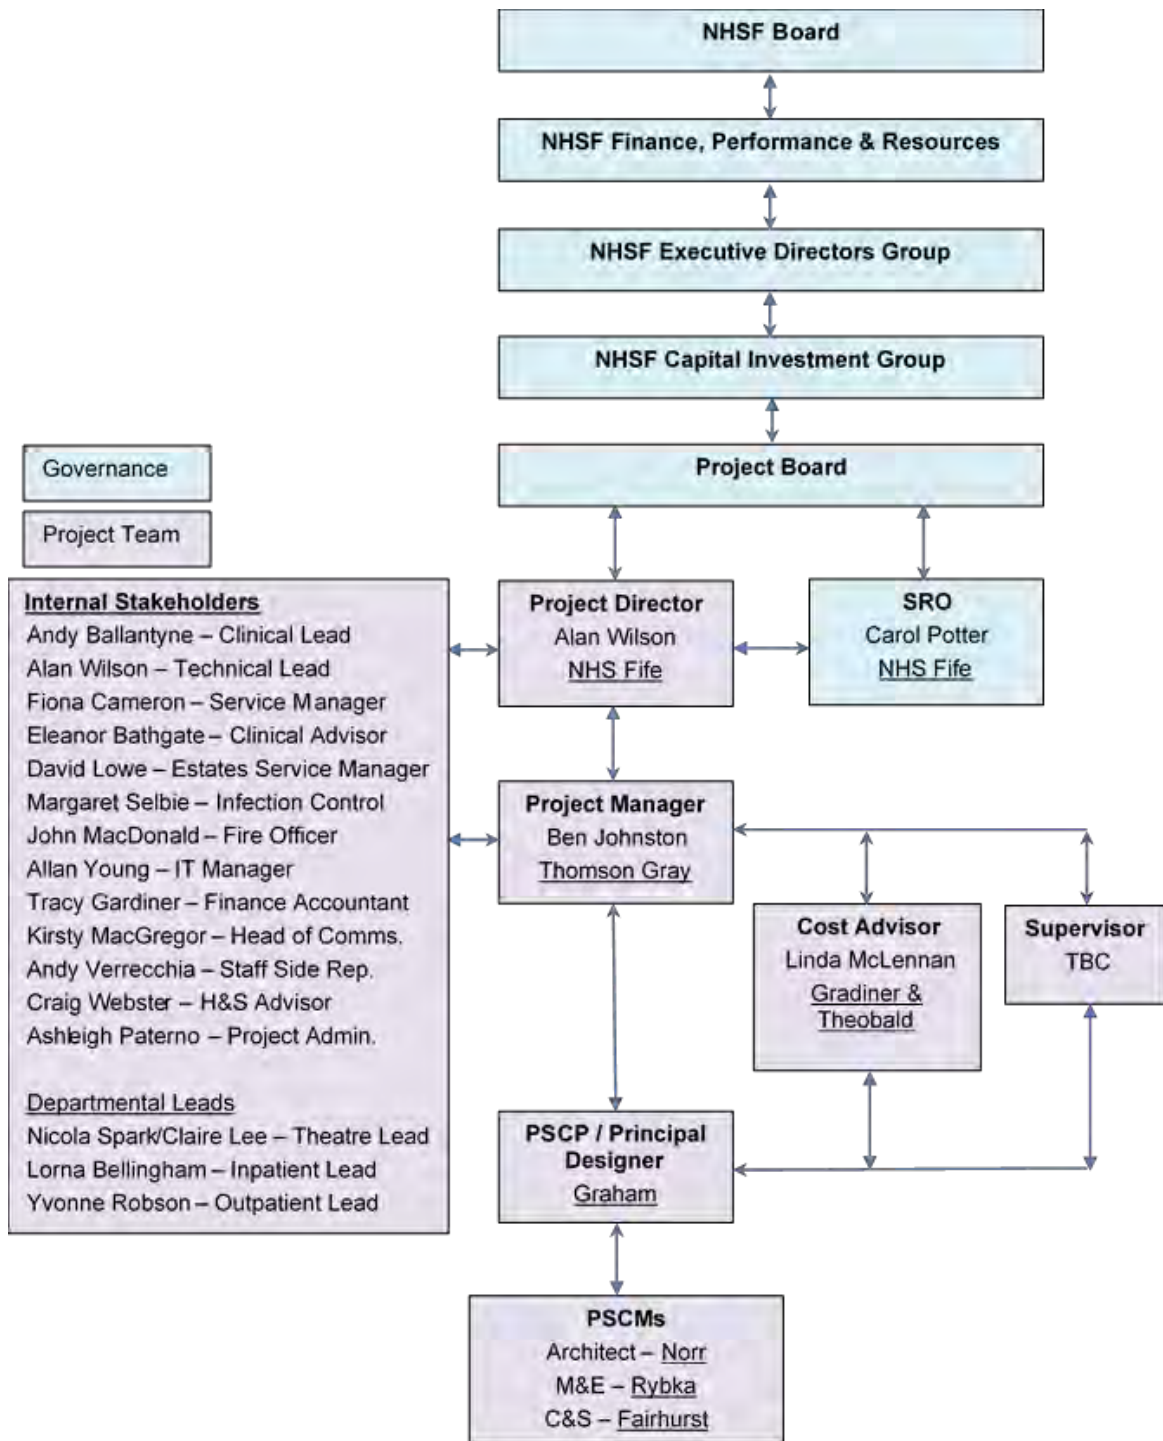 NHSF Board
NHSF Finance, Performance & Resources
NHSF Executive Directors Group
NHSF Capital Investment Group
Project Board
Governance
Project Team
Internal Stakeholders
Andy Ballantyne – Clinical Lead
Alan Wilson – Technical Lead
Fiona Cameron – Service Manager
Eleanor Bathgate – Clinical Advisor
David Lowe – Estates Service Manager
Margaret Selbie – Infection Control
John MacDonald – Fire Officer
Allan Young – IT Manager
Tracy Gardiner – Finance Accountant
Kirsty MacGregor – Head of Comms.
Andy Verrecchia – Staff Side Rep.
Craig Webster – H&S Advisor
Ashleigh Paterno – Project Admin.
Departmental Leads
Nicola Spark/Claire Lee – Theatre Lead
Lorna Bellingham – Inpatient Lead
Yvonne Robson – Outpatient Lead
Project Director
Alan Wilson
NHS Fife
SRO
Carol Potter
NHS Fife
Project Manager
Ben Johnston
Thomson Gray
Cost Advisor
Linda McLennan
Gradiner &
Theobald
Supervisor
TBC
PSCP / Principal
Designer
Graham
PSCMs
Architect – Norr
M&E – Rybka
C&S – Fairhurst